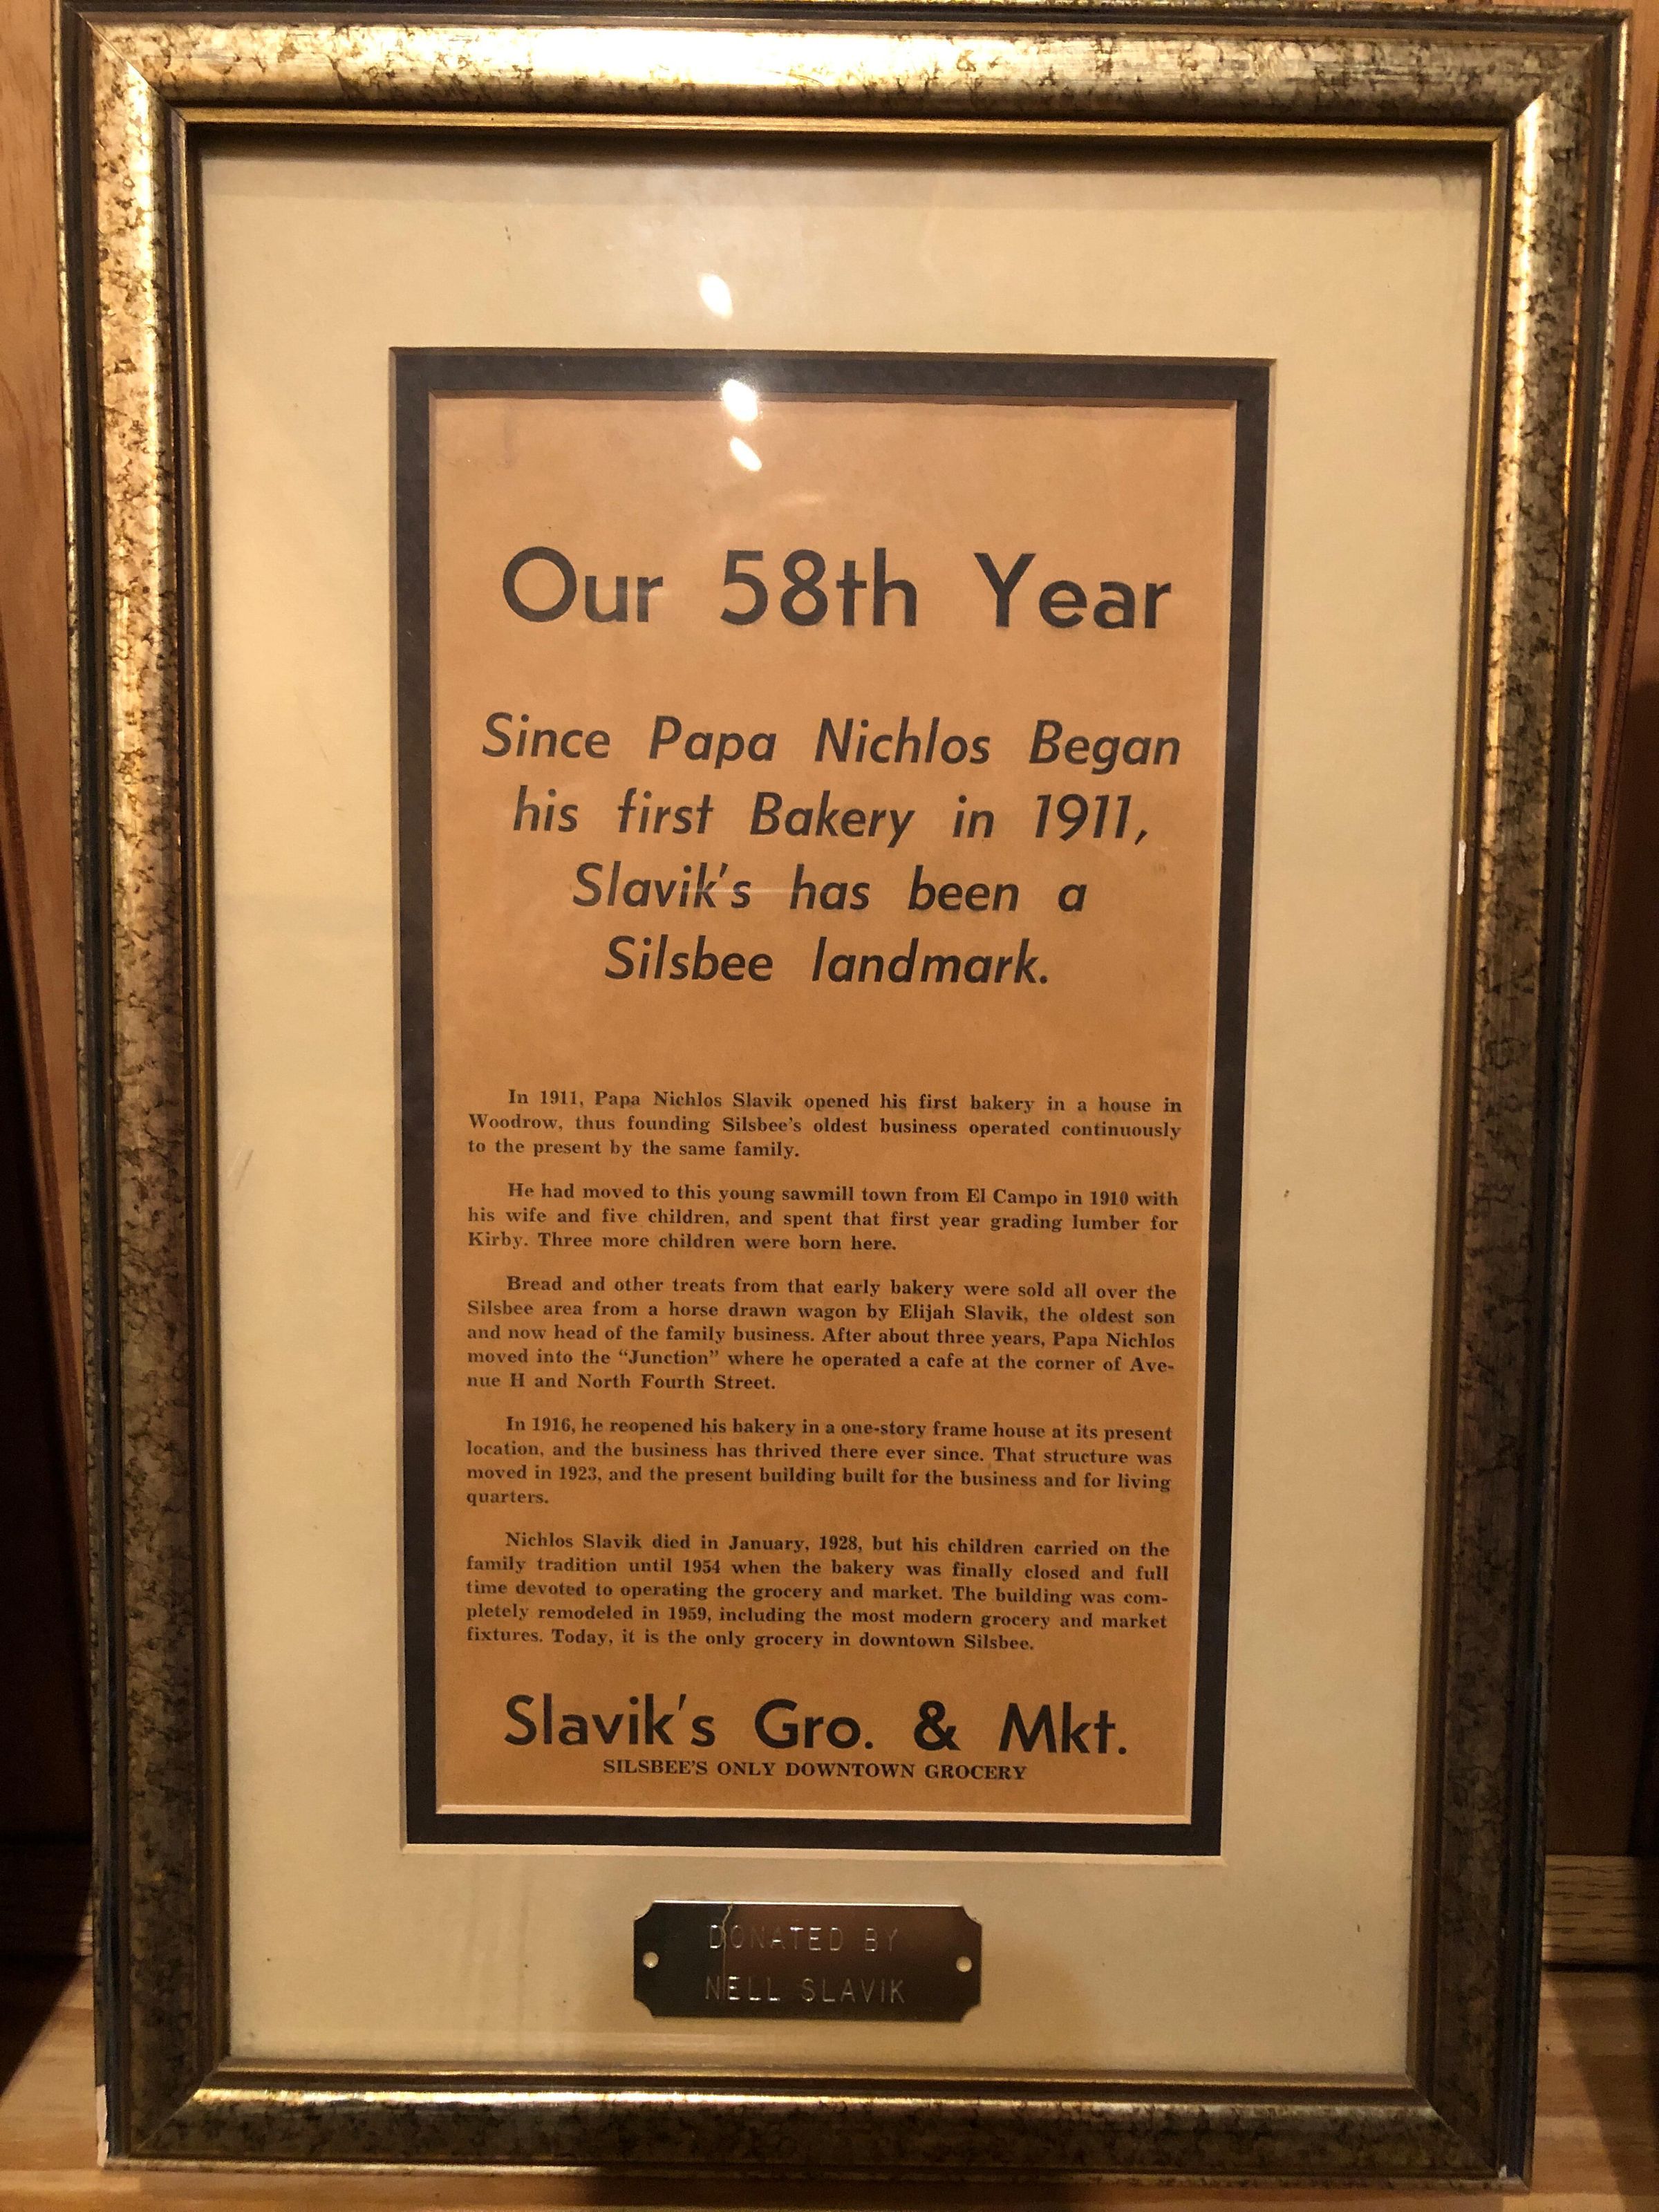 Our 58th Year
Since Papa Nichlos Began
his first Bakery in 1911,
Slavik's has been a
Silsbee landmark.
In 1911, Papa Nichlos Slavik opened his first bakery in a house in
Woodrow, thus founding Silsbee's oldest business operated continuously
to the present by the same family.
He had moved to this young sawmill town from El Campo in 1910 with
his wife and five children, and spent that first year grading lumber for
Kirby. Three more children were born here.
Bread and other treats from that early bakery were sold all over the
Silsbee area from a horse drawn wagon by Elijah Slavik, the oldest son
and now head of the family business. After about three years, Papa Nichlos
moved into the "Junction" where he operated a cafe at the corner of Ave-
nue H and North Fourth Street.
In 1916, he reopened his bakery in a one-story frame house at its present
location, and the business has thrived there ever since. That structure was
moved in 1923, and the present building built for the business and for living
quarters.
Nichlos Slavik died in January, 1928, but his children carried on the
family tradition until 1954 when the bakery was finally closed and full
time devoted to operating the grocery and market. The building was com-
pletely remodeled in 1959, including the most modern grocery and market
fixtures. Today, it is the only grocery in downtown Silsbee.
Slavik's Gro. & Mkt.
SILSBEE'S ONLY DOWNTOWN GROCERY
DONATED BY
NELL SLAVIK